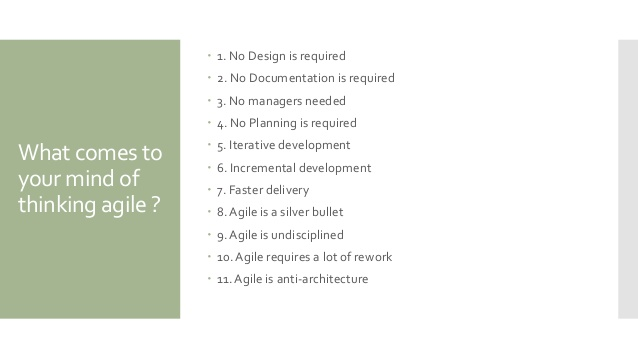 What comes to
your mind of
thinking agile ?
1. No Design is required
2. No Documentation is required
3. No managers needed
4. No Planning is required
5. Iterative development
6. Incremental development
7. Faster delivery
8. Agile is a silver bullet
9. Agile is undisciplined
10. Agile requires a lot of rework
11. Agile is anti-architecture